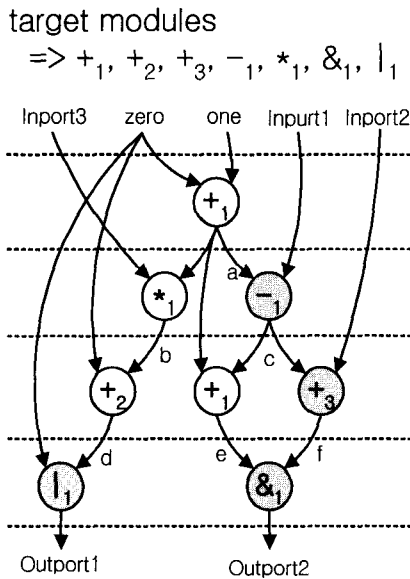 target modules
=> +₁, +₂, +₃, −₁, *₁, &₁, |₁
Inport3 zero one Inpurt1 Inport2
+₁
a
*₁ −₁
b c
+₂ +₁ +₃
d e f
|₁ &₁
Outport1 Outport2